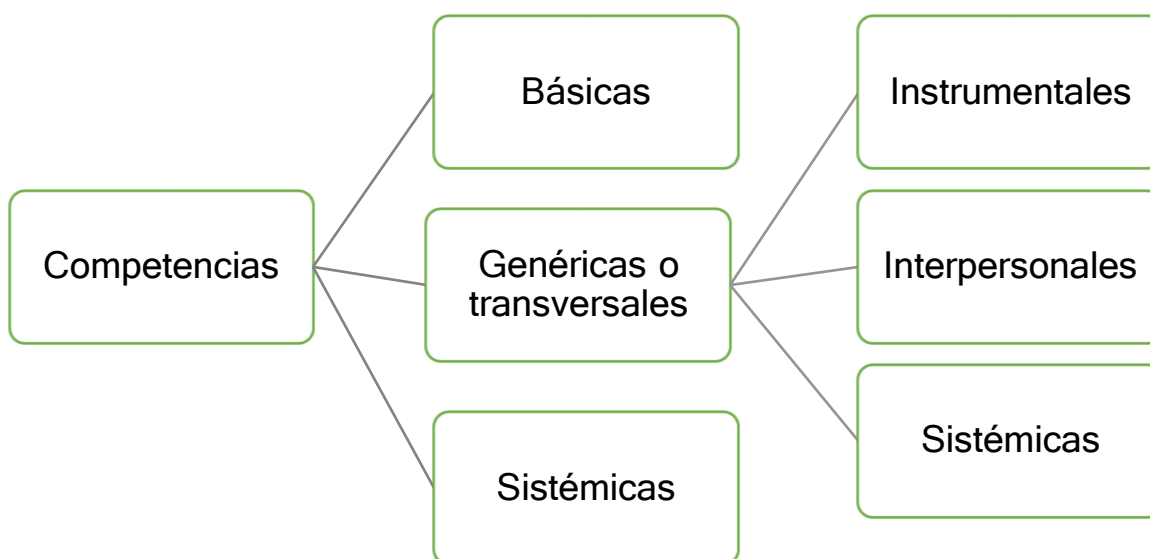 Competencias
Básicas
Genéricas o
transversales
Sistémicas
Instrumentales
Interpersonales
Sistémicas